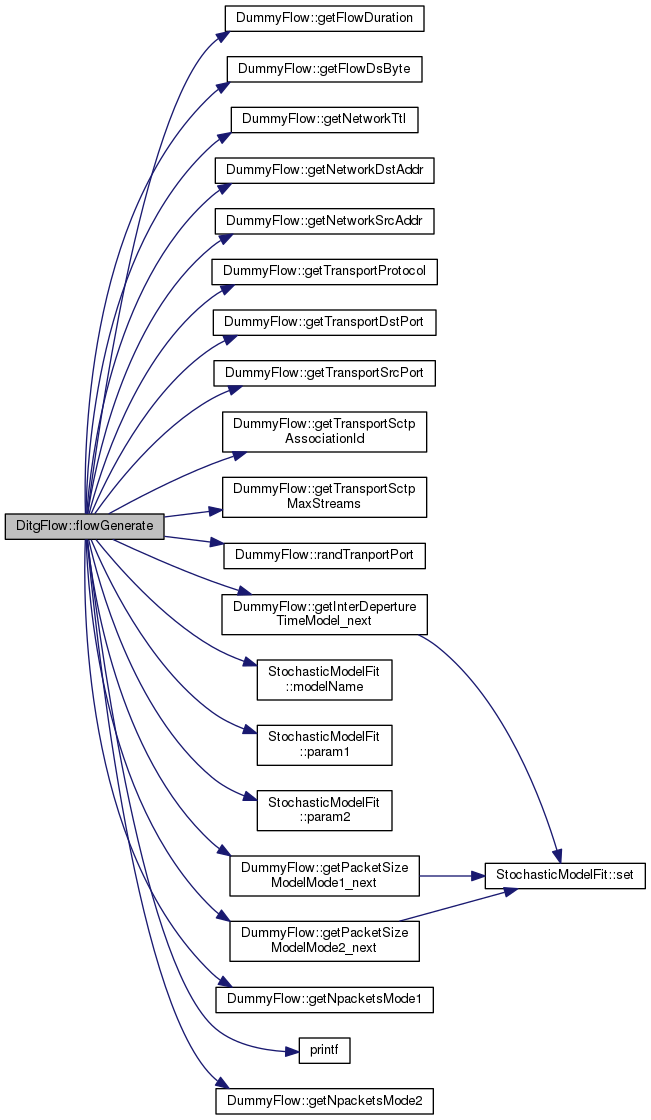 DummyFlow::getFlowDuration
DummyFlow::getFlowDsByte
DummyFlow::getNetworkTtl
DummyFlow::getNetworkDstAddr
DummyFlow::getNetworkSrcAddr
DummyFlow::getTransportProtocol
DummyFlow::getTransportDstPort
DummyFlow::getTransportSrcPort
DummyFlow::getTransportSctp
AssociationId
DummyFlow::getTransportSctp
MaxStreams
DitgFlow::flowGenerate
DummyFlow::randTranportPort
DummyFlow::getInterDeperture
TimeModel_next
StochasticModelFit
::modelName
StochasticModelFit
::param1
StochasticModelFit
::param2
DummyFlow::getPacketSize
ModelMode1_next
StochasticModelFit::set
DummyFlow::getPacketSize
ModelMode2_next
DummyFlow::getNpacketsMode1
printf
DummyFlow::getNpacketsMode2